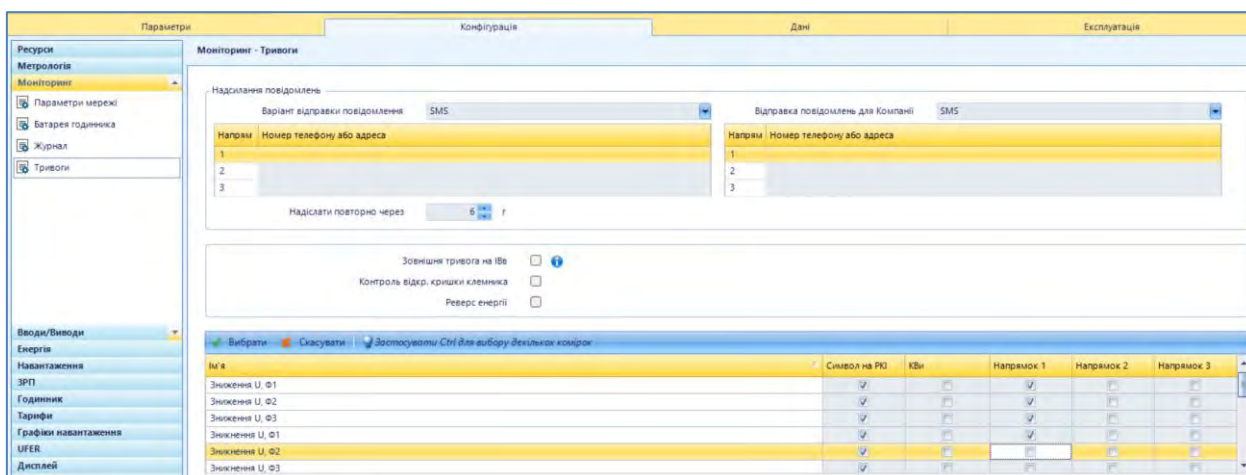 Параметри Конфігурація Дані Експлуатація
Ресурси
Метрологія
Моніторинг
Параметри мережі
Батарея годинника
Журнал
Тривоги
Вводи/Виводи
Енергія
Навантаження
ЗРП
Годинник
Тарифи
Графіки навантаження
UFER
Дисплей
Моніторинг - Тривоги
Надсилання повідомлень
Варіант відправки повідомлення SMS
Напрям Номер телефону або адреса
1
2
3
Відправка повідомлень для Компанії SMS
Напрям Номер телефону або адреса
1
2
3
Надіслати повторно через 6 г
Зовнішня тривога на ІВв
Контроль відкр. кришки клемника
Реверс енергії
Вибрати Скасувати Застосувати Ctrl для вибору декількох комірок
Ім'я Символ на РКІ КВи Напрямок 1 Напрямок 2 Напрямок 3
Зниження U, Ф1
Зниження U, Ф2
Зниження U, Ф3
Зникнення U, Ф1
Зникнення U, Ф2
Зникнення U, Ф3